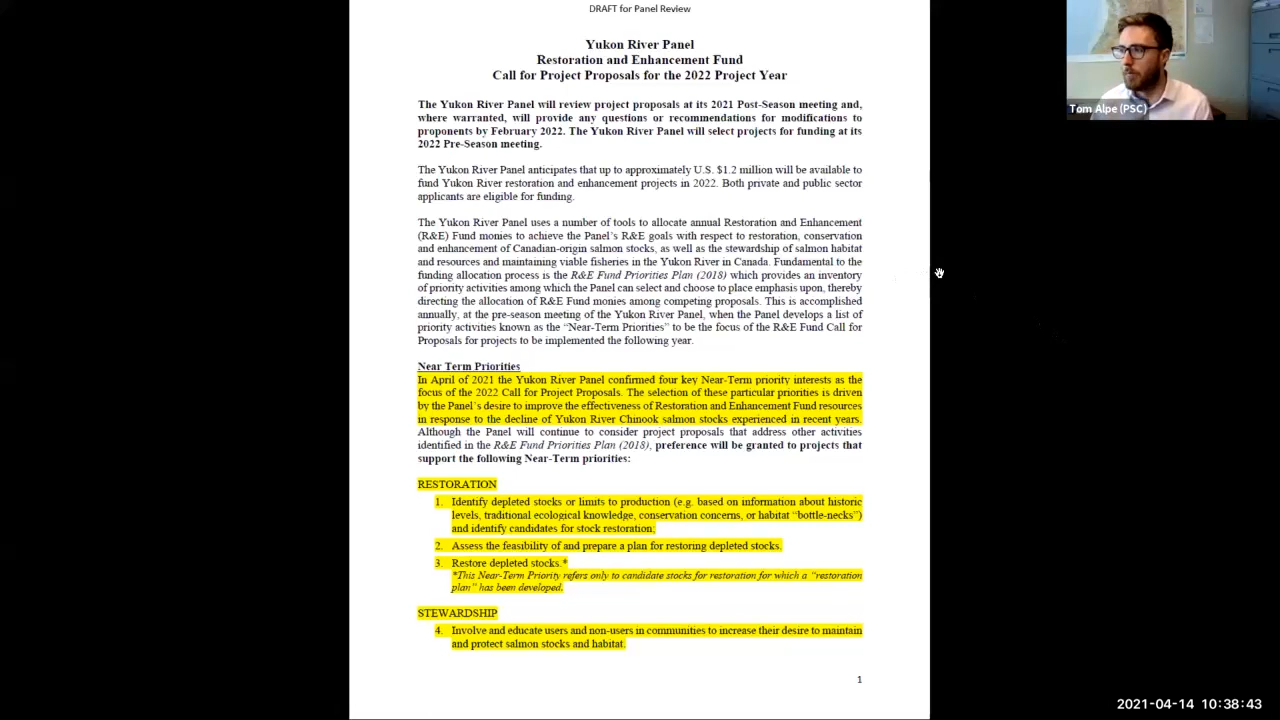 DRAFT for Panel Review
Yukon River Panel
Restoration and Enhancement Fund
Call for Project Proposals for the 2022 Project Year
The Yukon River Panel will review project proposals at its 2021 Post-Season meeting and,
where warranted, will provide any questions or recommendations for modifications to
proponents by February 2022. The Yukon River Panel will select projects for funding at its
2022 Pre-Season meeting.
The Yukon River Panel anticipates that up to approximately U.S. $1.2 million will be available to
fund Yukon River restoration and enhancement projects in 2022. Both private and public sector
applicants are eligible for funding.
The Yukon River Panel uses a number of tools to allocate annual Restoration and Enhancement
(R&E) Fund monies to achieve the Panel's R&E goals with respect to restoration, conservation
and enhancement of Canadian-origin salmon stocks, as well as the stewardship of salmon habitat
and resources and maintaining viable fisheries in the Yukon River in Canada. Fundamental to the
funding allocation process is the R&E Fund Priorities Plan (2018) which provides an inventory
of priority activities among which the Panel can select and choose to place emphasis upon, thereby
directing the allocation of R&E Fund monies among competing proposals. This is accomplished
annually, at the pre-season meeting of the Yukon River Panel, when the Panel develops a list of
priority activities known as the “Near-Term Priorities” to be the focus of the R&E Fund Call for
Proposals for projects to be implemented the following year.
Near Term Priorities
In April of 2021 the Yukon River Panel confirmed four key Near-Term priority interests as the
focus of the 2022 Call for Project Proposals. The selection of these particular priorities is driven
by the Panel's desire to improve the effectiveness of Restoration and Enhancement Fund resources
in response to the decline of Yukon River Chinook salmon stocks experienced in recent years.
Although the Panel will continue to consider project proposals that address other activities
identified in the R&E Fund Priorities Plan (2018), preference will be granted to projects that
support the following Near-Term priorities:
RESTORATION
1. Identify depleted stocks or limits to production (e.g. based on information about historic
levels, traditional ecological knowledge, conservation concerns, or habitat “bottle-necks”)
and identify candidates for stock restoration;
2. Assess the feasibility of and prepare a plan for restoring depleted stocks.
3. Restore depleted stocks.*
*This Near-Term Priority refers only to candidate stocks for restoration for which a “restoration
plan” has been developed.
STEWARDSHIP
4. Involve and educate users and non-users in communities to increase their desire to maintain
and protect salmon stocks and habitat.
1
Tom Alpe (PSC)
2021-04-14 10:38:43